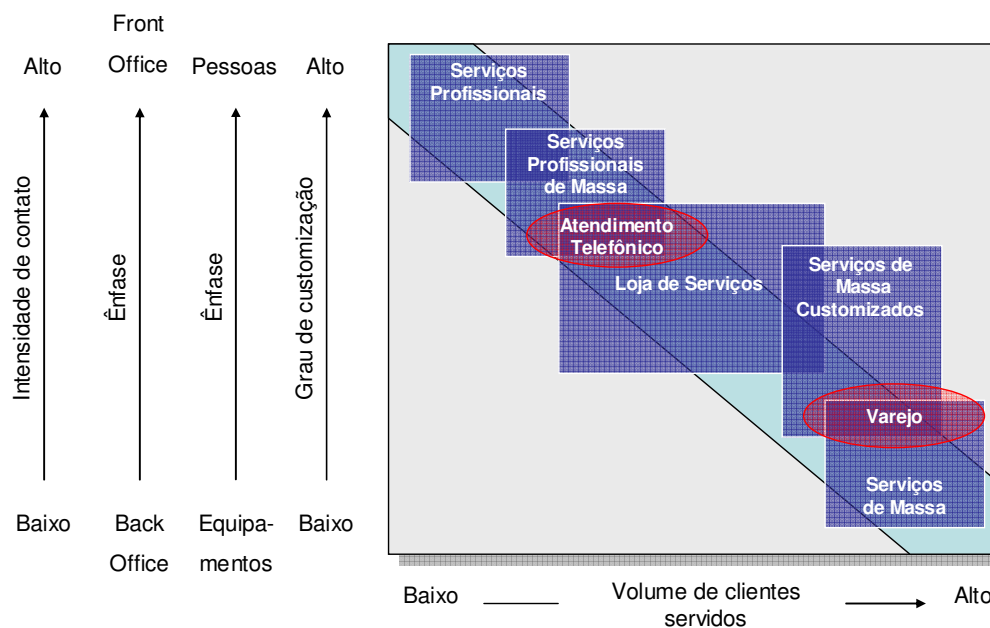 Front
Alto
Office
Pessoas
Alto
Intensidade de contato
Ênfase
Ênfase
Grau de customização
Baixo
Back
Office
Equipa-
mentos
Baixo
Serviços
Profissionais
Serviços
Profissionais
de Massa
Atendimento
Telefônico
Loja de Serviços
Serviços de
Massa
Customizados
Varejo
Serviços
de Massa
Baixo
Volume de clientes
servidos
Alto